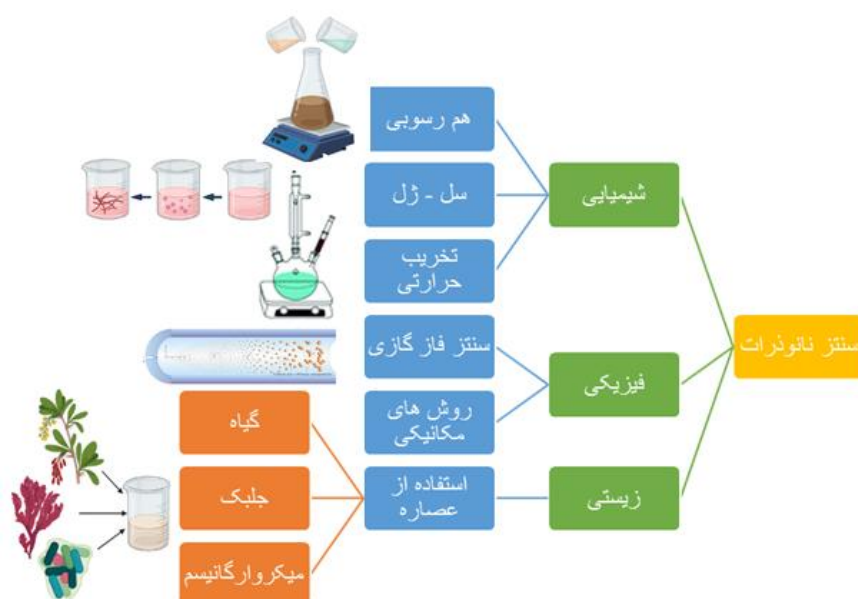 سنتز نانوذرات
شیمیایی
هم رسوبی
سل - ژل
تخریب
حرارتی
فیزیکی
سنتز فاز گازی
روش های
مکانیکی
زیستی
استفاده از
عصاره
گیاه
جلبک
میکروارگانیسم